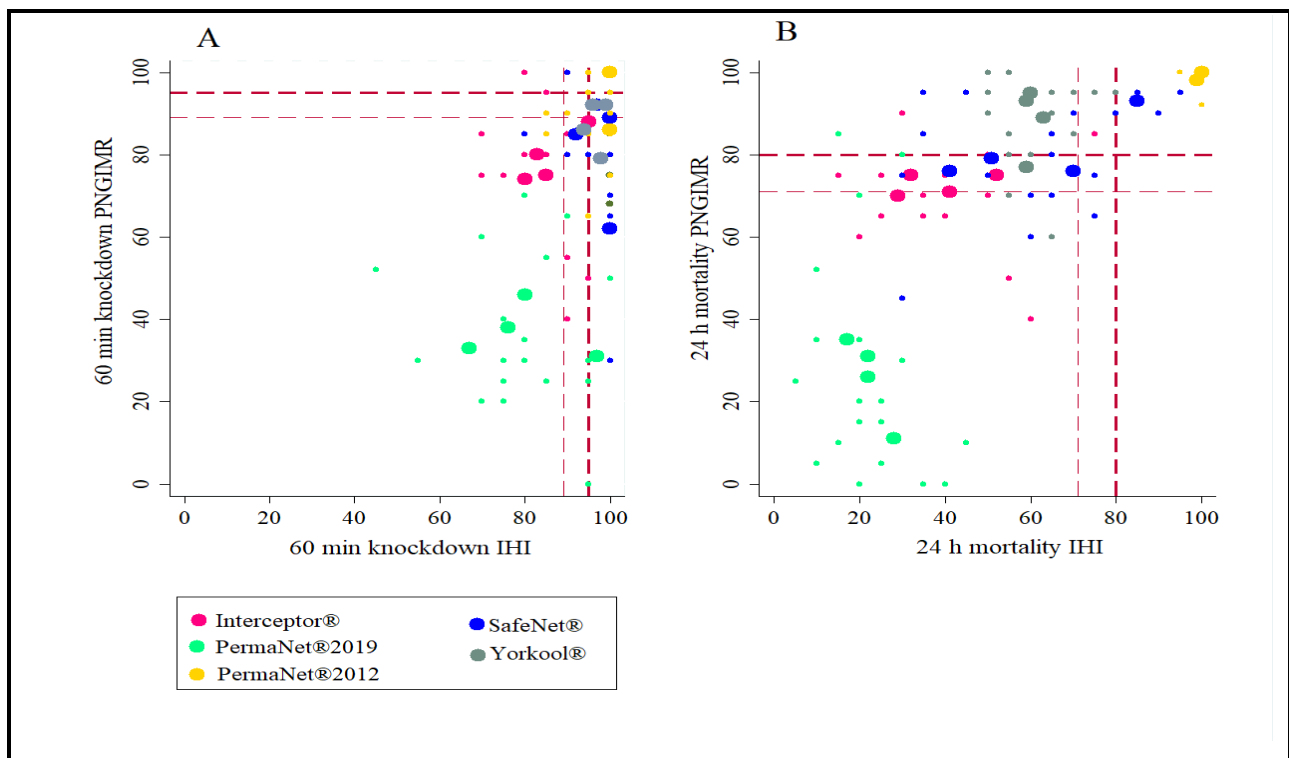 A
B
60 min knockdown PNGIMR
0 20 40 60 80 100
0 20 40 60 80 100
60 min knockdown IHI
24 h mortality PNGIMR
0 20 40 60 80 100
0 20 40 60 80 100
24 h mortality IHI
Interceptor®
PermaNet®2019
PermaNet®2012
SafeNet®
Yorkool®